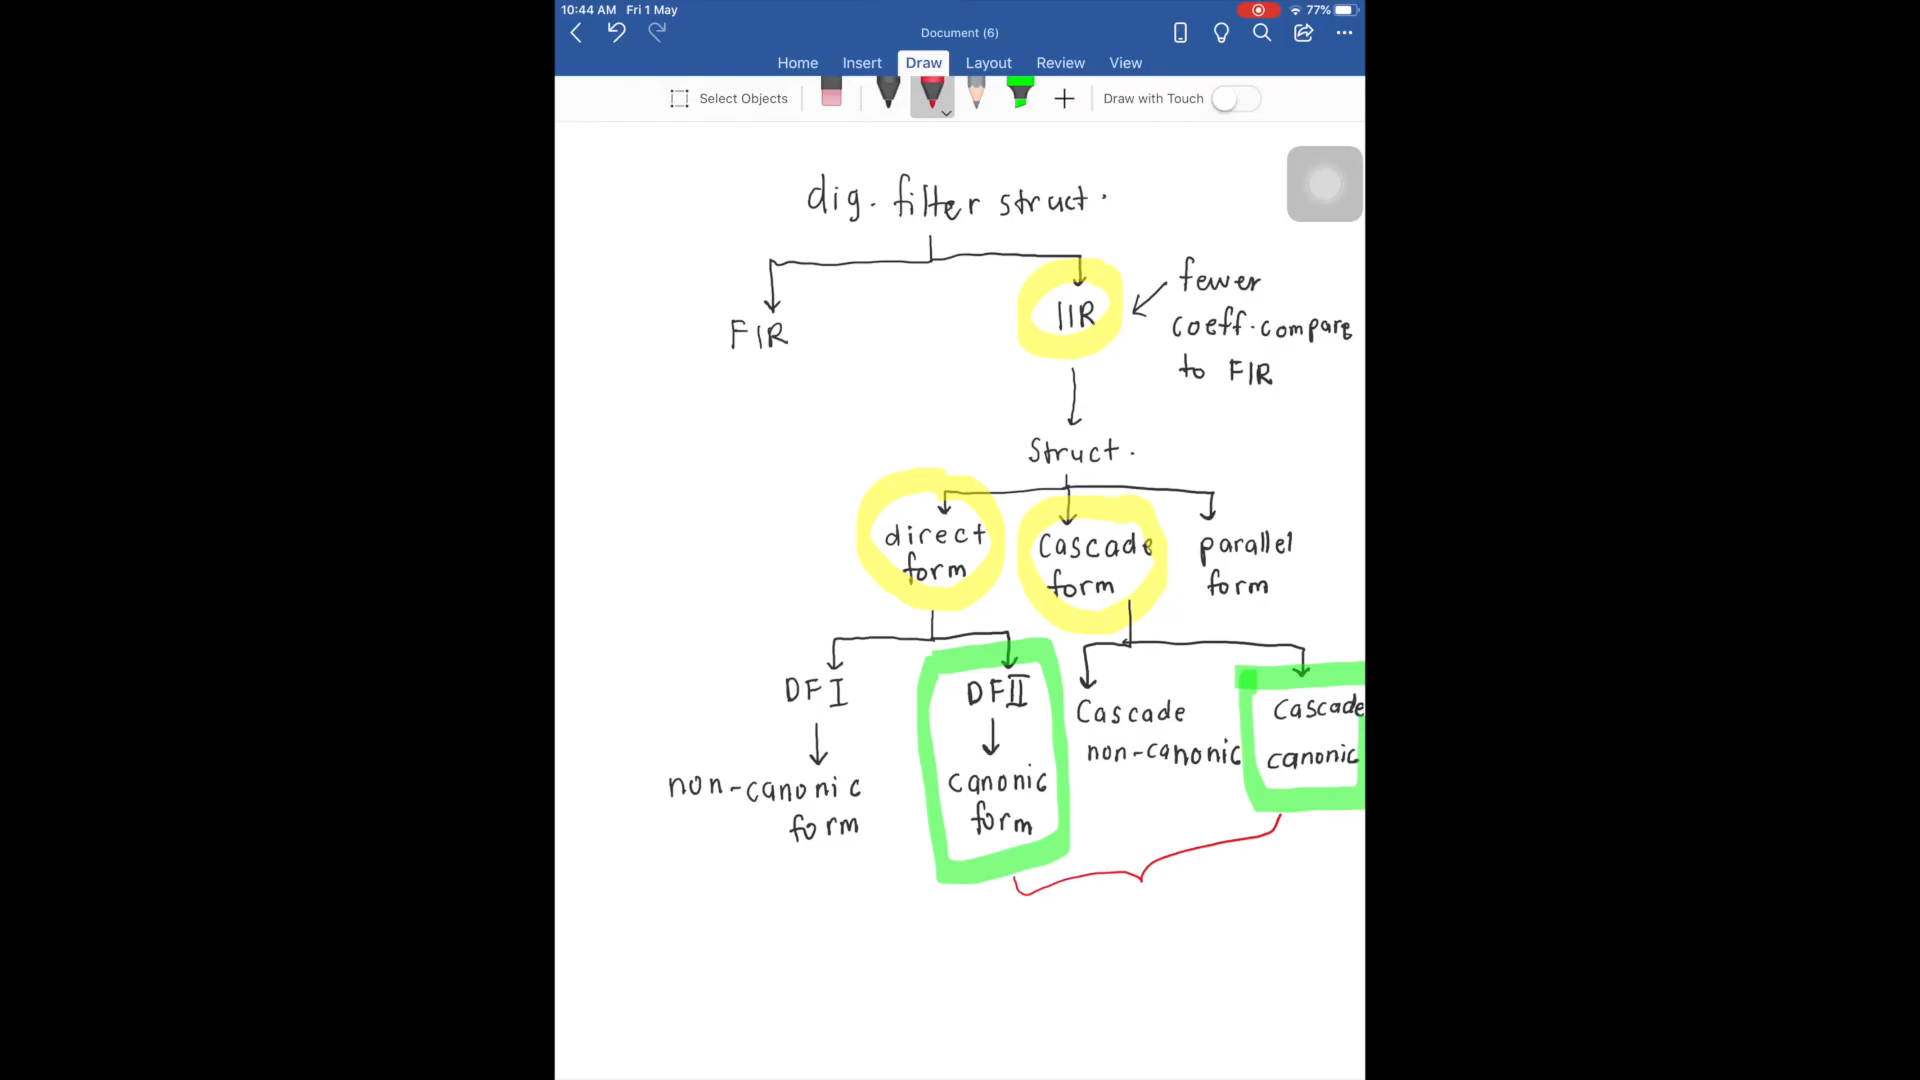 10:44 AM Fri 1 May
77%
Document (6)
Home Insert Draw Layout Review View
Select Objects
Draw with Touch
dig. filter struct.
FIR
IIR
fewer
coeff. compare
to FIR
Struct.
direct
form
Cascade
form
parallel
form
DF I
DF II
non-canonic
form
canonic
form
Cascade
non-canonic
Cascade
canonic